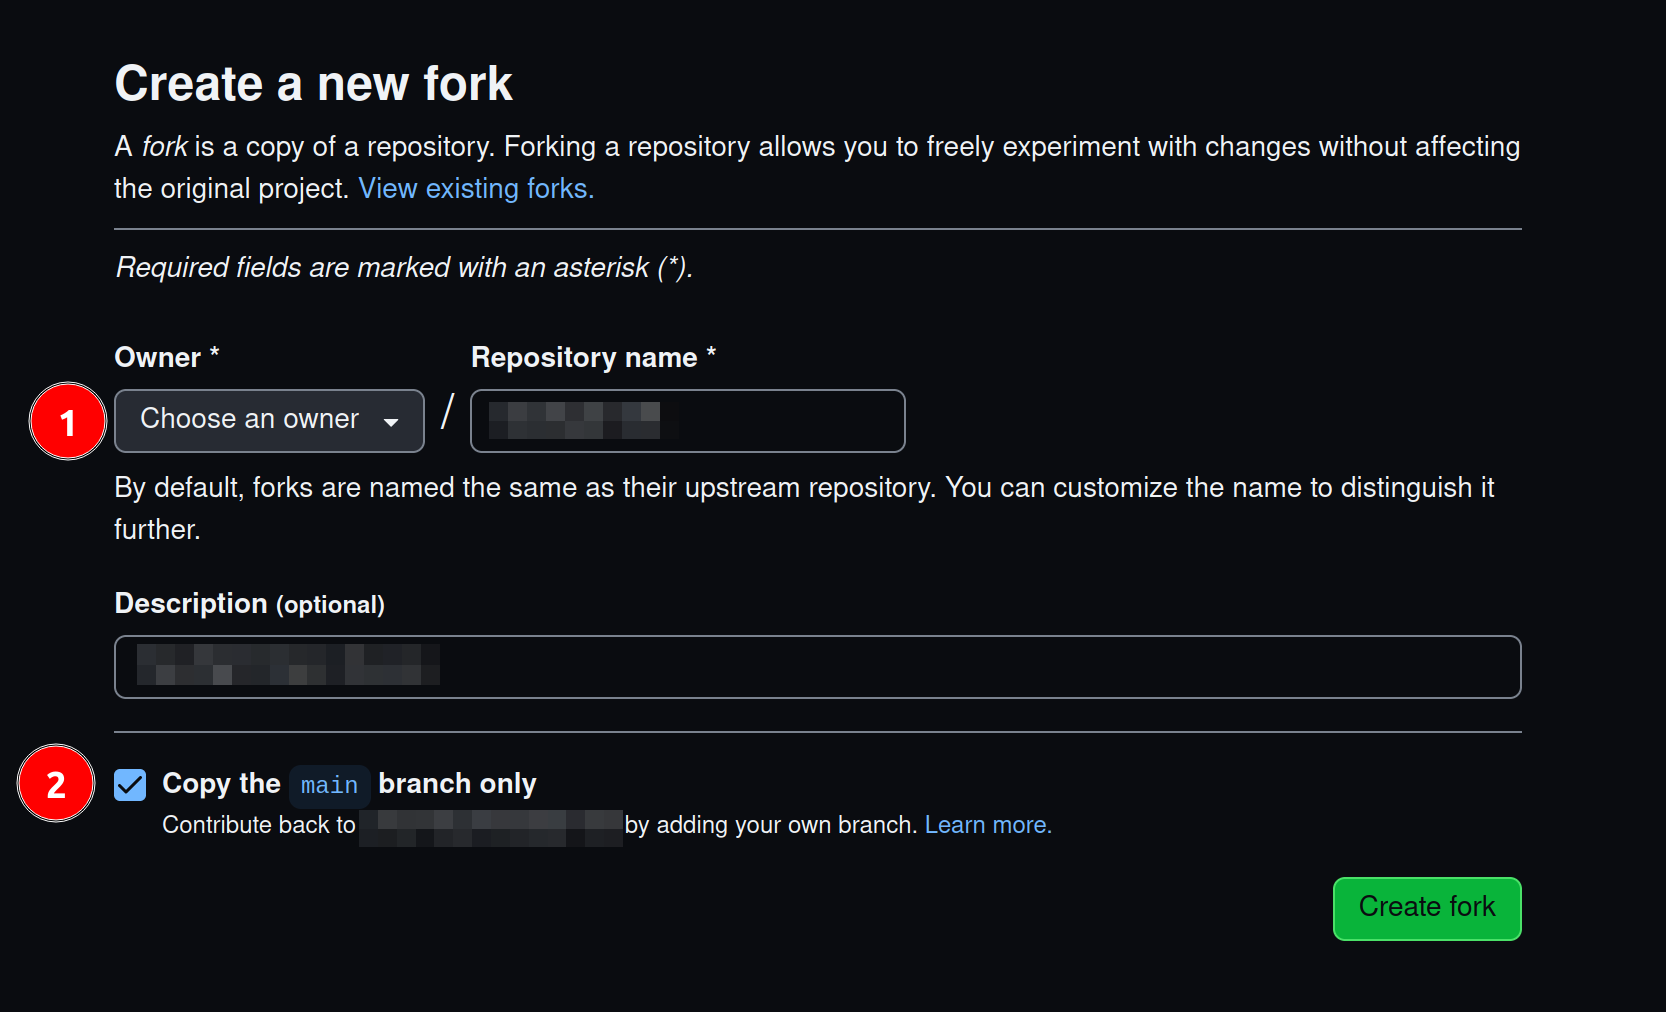 Create a new fork
A fork is a copy of a repository. Forking a repository allows you to freely experiment with changes without affecting
the original project. View existing forks.
Required fields are marked with an asterisk (*).
Owner * Repository name *
1 Choose an owner /
By default, forks are named the same as their upstream repository. You can customize the name to distinguish it
further.
Description (optional)
2 Copy the main branch only
Contribute back to by adding your own branch. Learn more.
Create fork